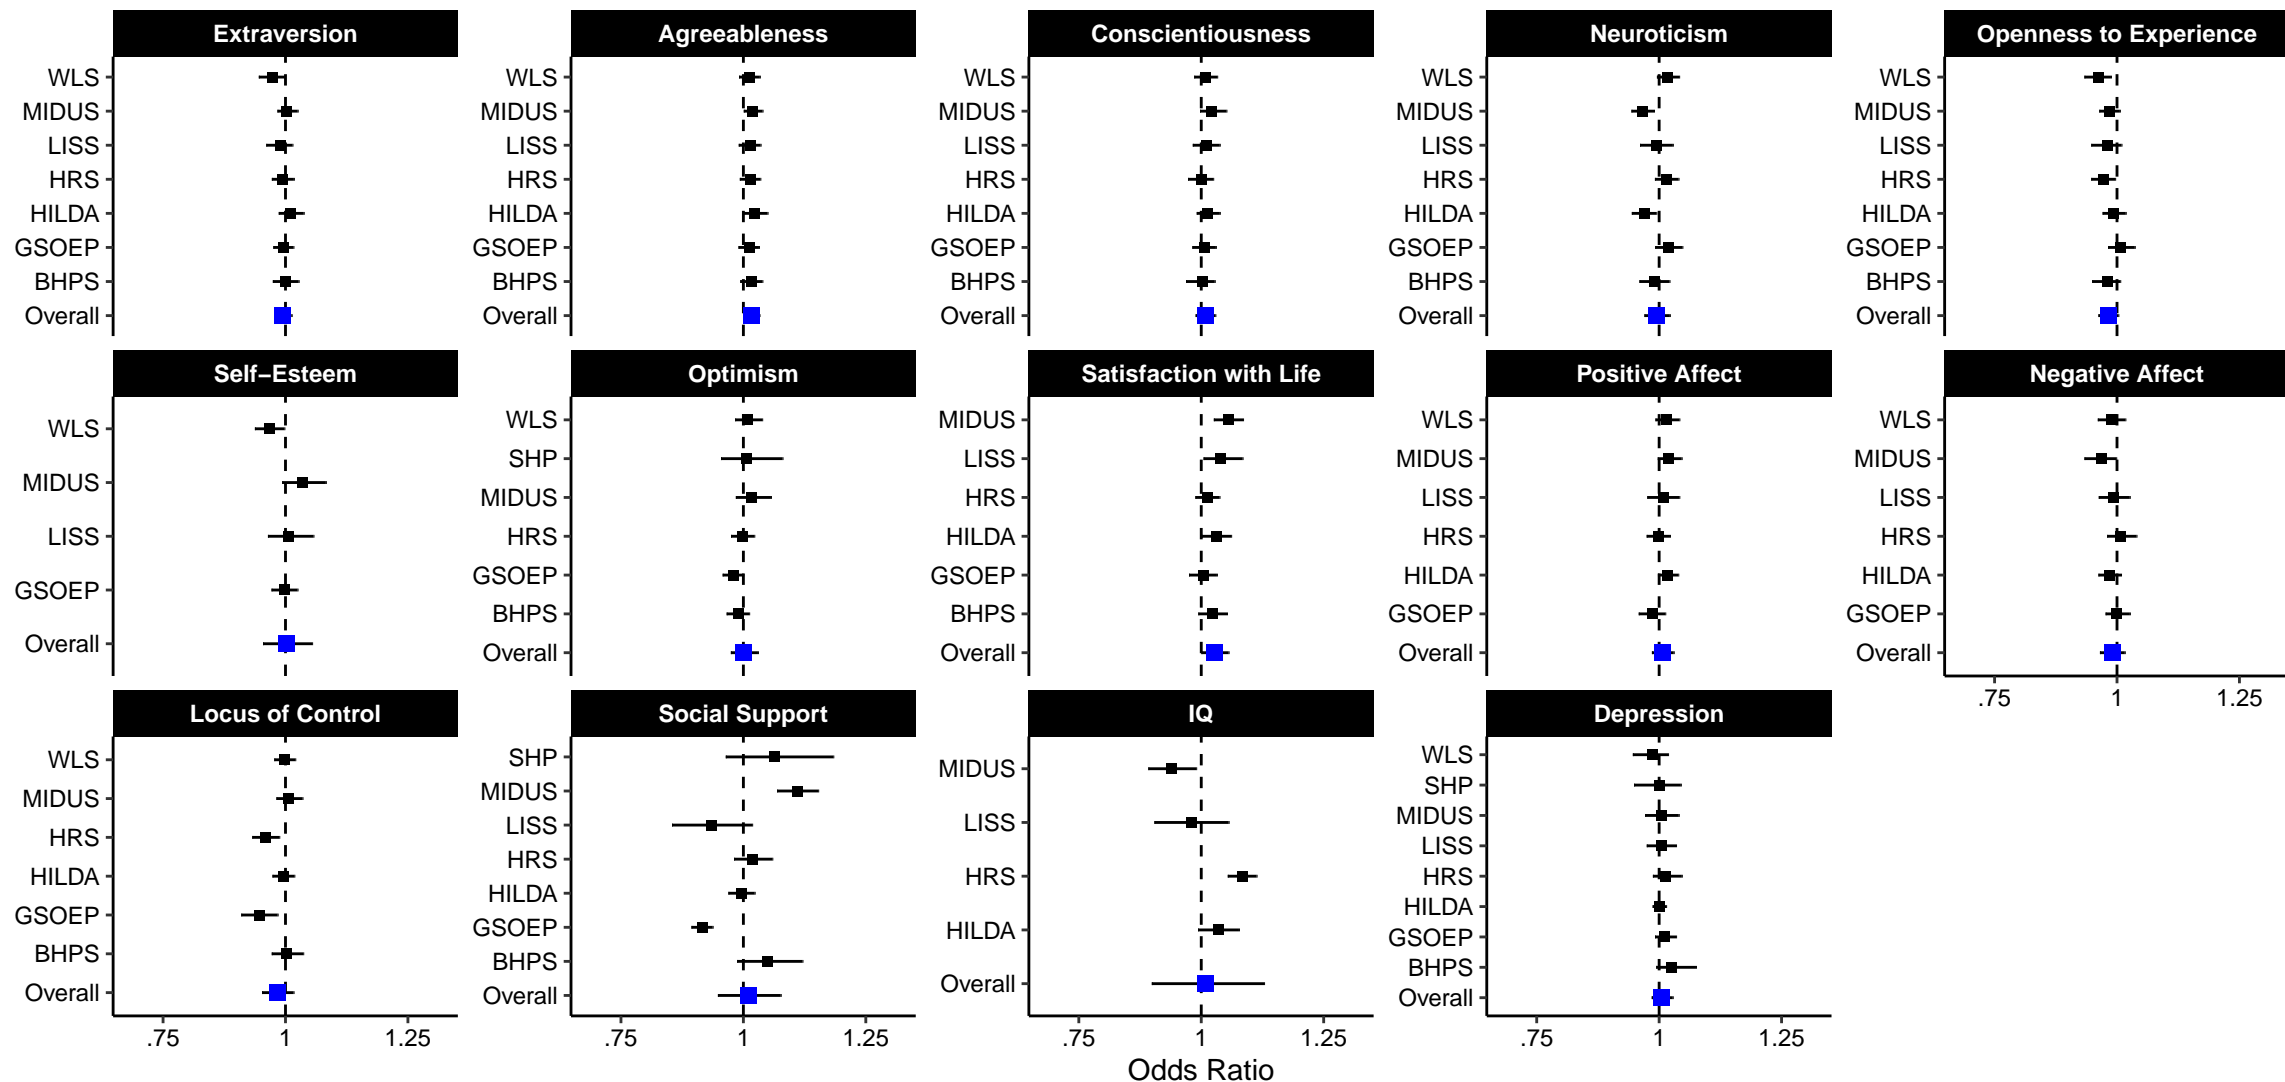 Extraversion
WLS
MIDUS
LISS
HRS
HILDA
GSOEP
BHPS
Overall
Agreeableness
WLS
MIDUS
LISS
HRS
HILDA
GSOEP
BHPS
Overall
Conscientiousness
WLS
MIDUS
LISS
HRS
HILDA
GSOEP
BHPS
Overall
Neuroticism
WLS
MIDUS
LISS
HRS
HILDA
GSOEP
BHPS
Overall
Openness to Experience
WLS
MIDUS
LISS
HRS
HILDA
GSOEP
BHPS
Overall
Self−Esteem
WLS
MIDUS
LISS
GSOEP
Overall
Optimism
WLS
SHP
MIDUS
HRS
GSOEP
BHPS
Overall
Satisfaction with Life
MIDUS
LISS
HRS
HILDA
GSOEP
BHPS
Overall
Positive Affect
WLS
MIDUS
LISS
HRS
HILDA
GSOEP
Overall
Negative Affect
WLS
MIDUS
LISS
HRS
HILDA
GSOEP
Overall
.75 1 1.25
Locus of Control
WLS
MIDUS
HRS
HILDA
GSOEP
BHPS
Overall
.75 1 1.25
Social Support
SHP
MIDUS
LISS
HRS
HILDA
GSOEP
BHPS
Overall
.75 1 1.25
IQ
MIDUS
LISS
HRS
HILDA
Overall
.75 1 1.25
Depression
WLS
SHP
MIDUS
LISS
HRS
HILDA
GSOEP
BHPS
Overall
.75 1 1.25
Odds Ratio